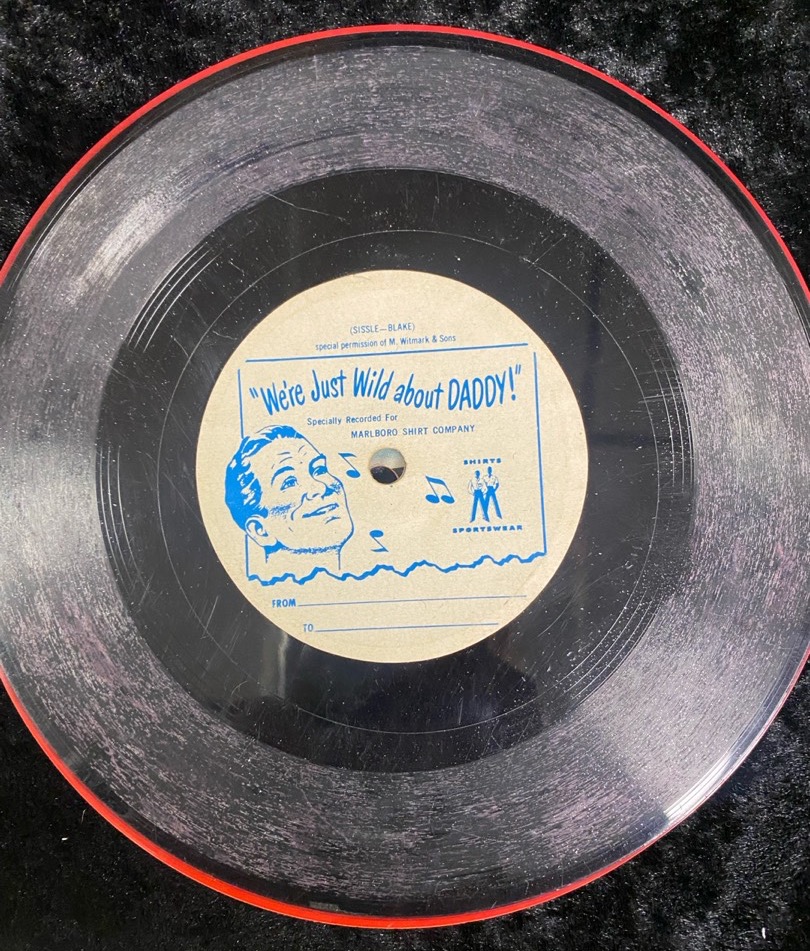 (SISSLE—BLAKE)
special permission of M. Witmark & Sons
"We're Just Wild about DADDY!"
Specially Recorded For
MARLBORO SHIRT COMPANY
SHIRTS
SPORTSWEAR
FROM
TO